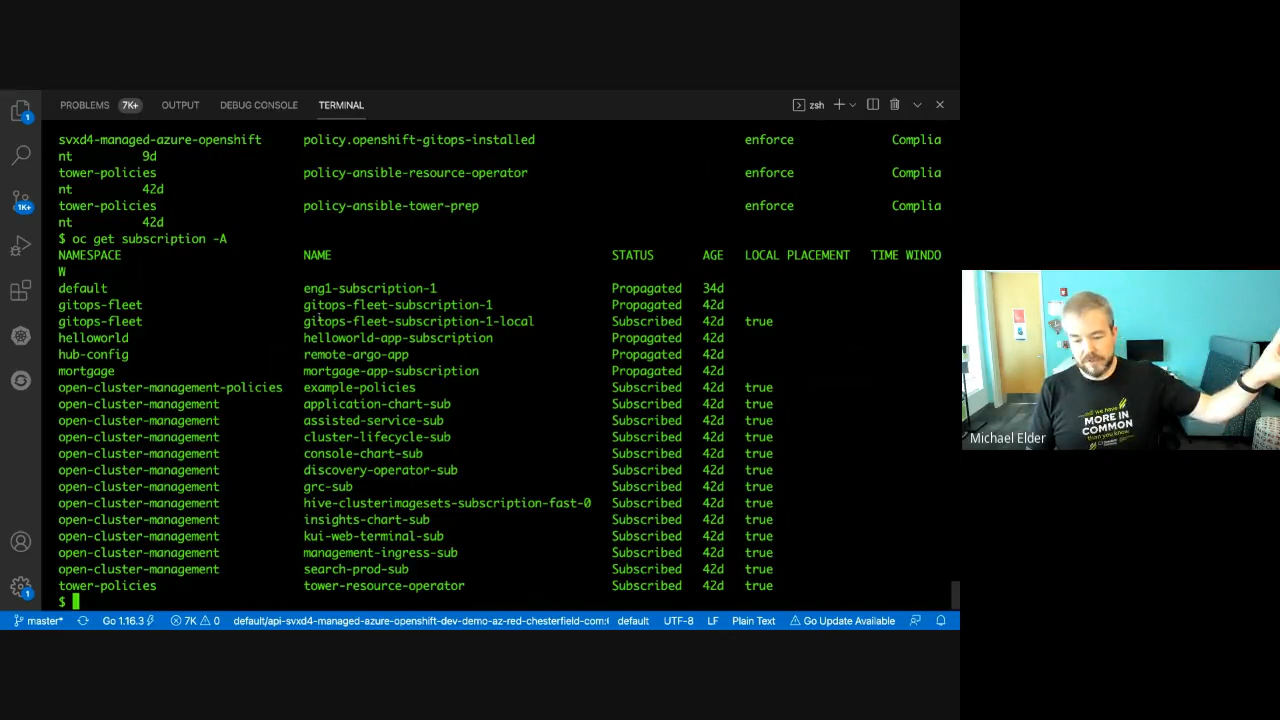 PROBLEMS 7K+ OUTPUT DEBUG CONSOLE TERMINAL zsh
svxd4-managed-azure-openshift policy.openshift-gitops-installed enforce Complia
nt 9d
tower-policies policy-ansible-resource-operator enforce Complia
nt 42d
tower-policies policy-ansible-tower-prep enforce Complia
nt 42d
$ oc get subscription -A
NAMESPACE NAME STATUS AGE LOCAL PLACEMENT TIME WINDO
W
default eng1-subscription-1 Propagated 34d
gitops-fleet gitops-fleet-subscription-1 Propagated 42d
gitops-fleet gitops-fleet-subscription-1-local Subscribed 42d true
helloworld helloworld-app-subscription Propagated 42d
hub-config remote-argo-app Propagated 42d
mortgage mortgage-app-subscription Propagated 42d
open-cluster-management-policies example-policies Subscribed 42d true
open-cluster-management application-chart-sub Subscribed 42d true
open-cluster-management assisted-service-sub Subscribed 42d true
open-cluster-management cluster-lifecycle-sub Subscribed 42d true
open-cluster-management console-chart-sub Subscribed 42d true
open-cluster-management discovery-operator-sub Subscribed 42d true
open-cluster-management grc-sub Subscribed 42d true
open-cluster-management hive-clusterimagesets-subscription-fast-0 Subscribed 42d true
open-cluster-management insights-chart-sub Subscribed 42d true
open-cluster-management kui-web-terminal-sub Subscribed 42d true
open-cluster-management management-ingress-sub Subscribed 42d true
open-cluster-management search-prod-sub Subscribed 42d true
tower-policies tower-resource-operator Subscribed 42d true
$
1
1K+
1
master* Go 1.16.3 7K 0 default/api-svxd4-managed-azure-openshift-dev-demo-az-red-chesterfield-com:6 default UTF-8 LF Plain Text Go Update Available
we have
MORE IN
COMMON
than you know.
Michael Elder